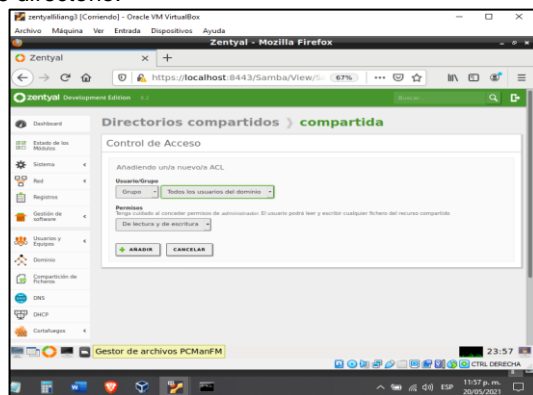 directorio.
zentyalliliang3 [Corriendo] - Oracle VM VirtualBox
Archivo Máquina Ver Entrada Dispositivos Ayuda
Zentyal - Mozilla Firefox
Zentyal
https://localhost:8443/Samba/View/S 67%
zentyal Development Edition
Buscar
Dashboard
Directorios compartidos compartida
Estado de los Módulos
Control de Acceso
Sistema
Añadiendo un/a nuevo/a ACL
Red
Usuario/Grupo
Grupo Todos los usuarios del dominio
Registros
Permisos
Tenga cuidado al conceder permisos de administrador. El usuario podrá leer y escribir cualquier fichero del recurso compartido
Gestión de software
De lectura y de escritura
Usuarios y Equipos
AÑADIR CANCELAR
Dominio
Compartición de Ficheros
DNS
DHCP
Cortafuegos
Gestor de archivos PCManFM
23:57
CTRL DERECHA
ESP
11:57 p. m.
20/05/2021